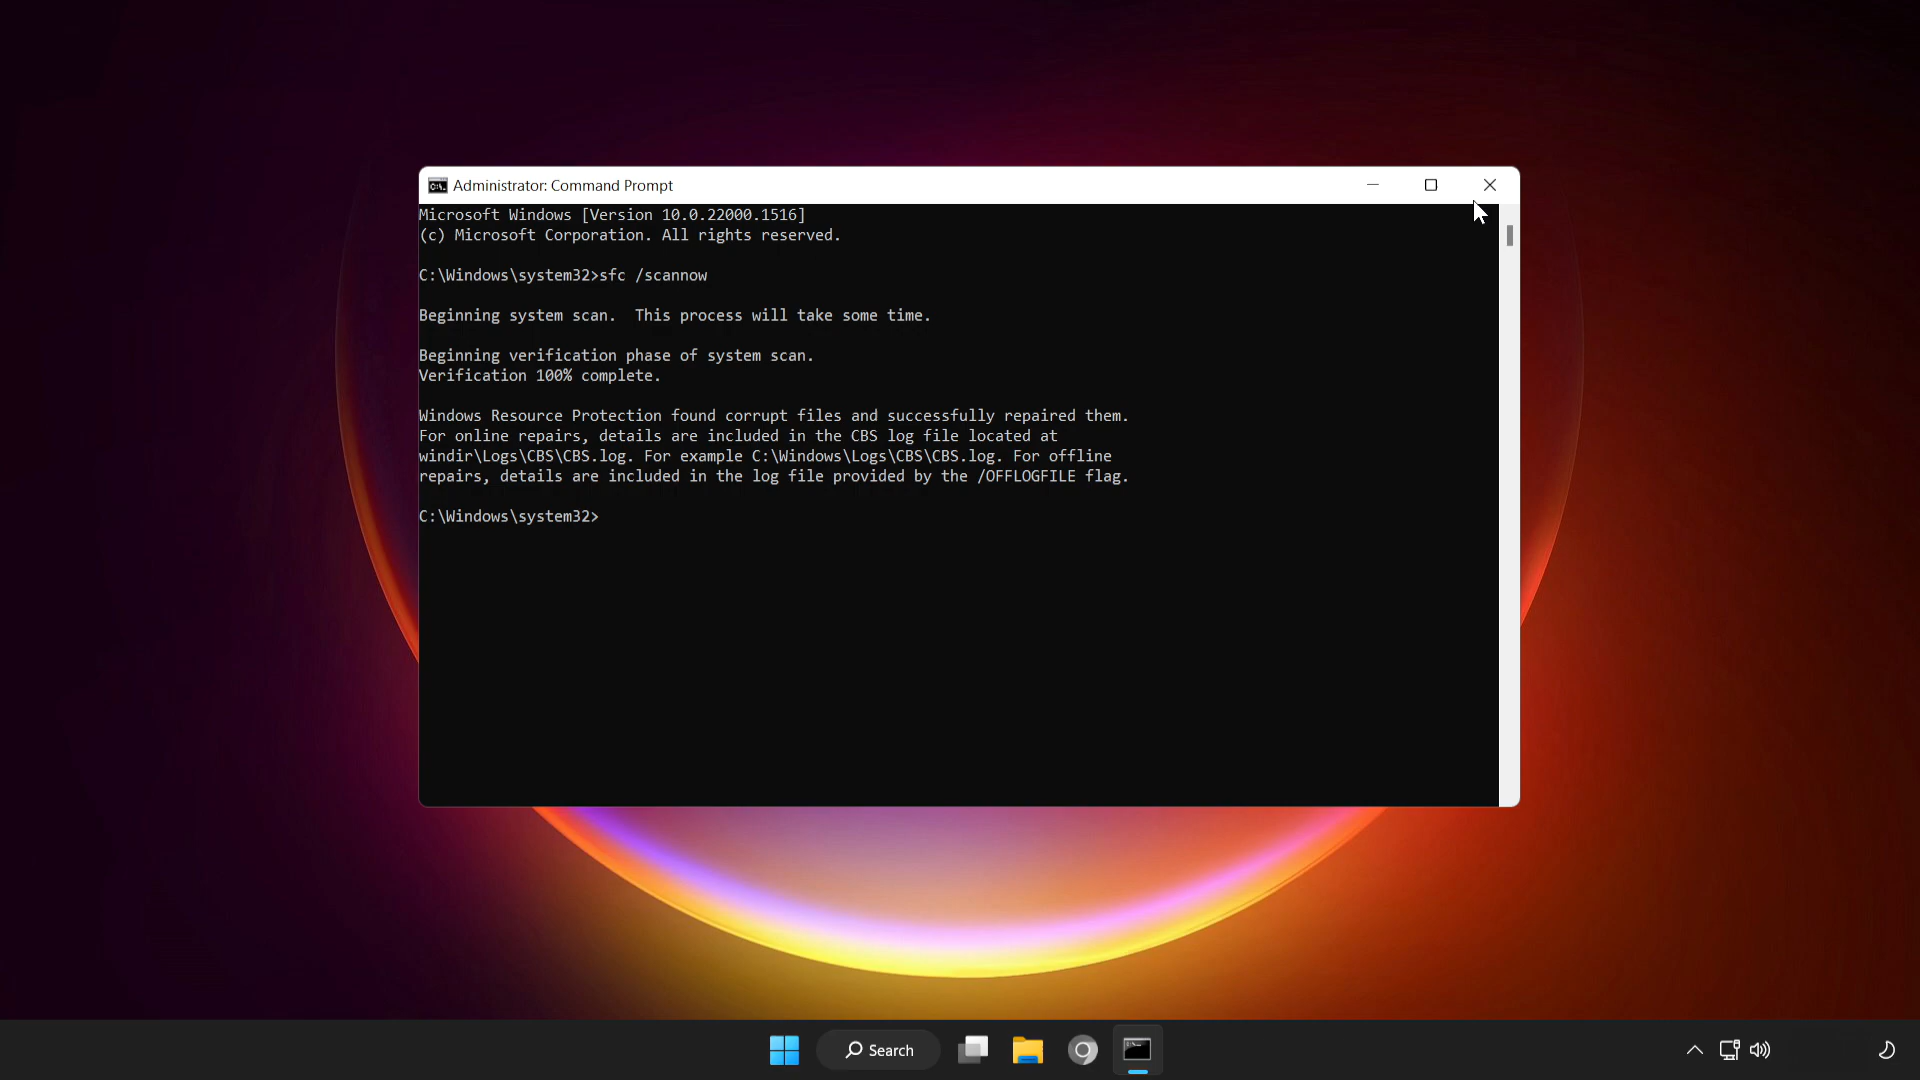 Administrator: Command Prompt
Microsoft Windows [Version 10.0.22000.1516]
(c) Microsoft Corporation. All rights reserved.
C:\Windows\system32>sfc /scannow
Beginning system scan.  This process will take some time.
Beginning verification phase of system scan.
Verification 100% complete.
Windows Resource Protection found corrupt files and successfully repaired them.
For online repairs, details are included in the CBS log file located at
windir\Logs\CBS\CBS.log. For example C:\Windows\Logs\CBS\CBS.log. For offline
repairs, details are included in the log file provided by the /OFFLOGFILE flag.
C:\Windows\system32>
Search